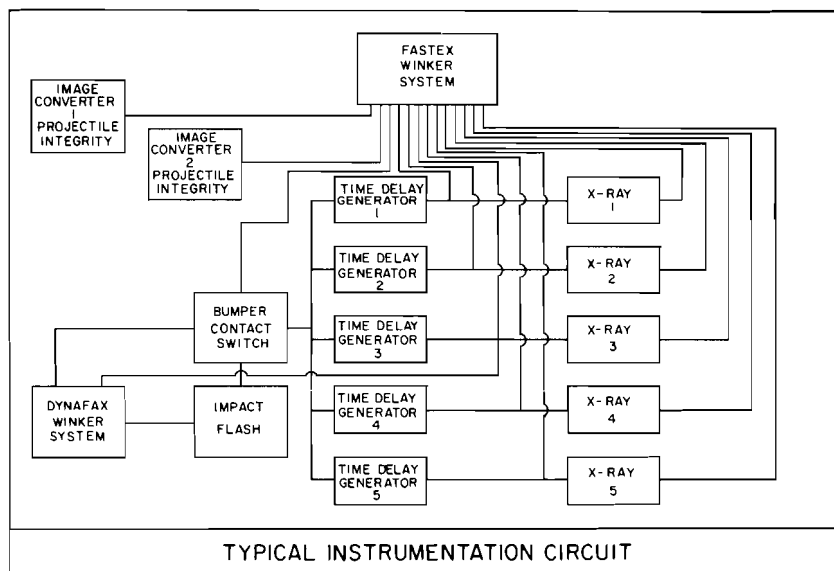 FASTEX
WINKER
SYSTEM
IMAGE
CONVERTER
1
PROJECTILE
INTEGRITY
IMAGE
CONVERTER
2
PROJECTILE
INTEGRITY
TIME DELAY
GENERATOR
1
X-RAY
1
TIME DELAY
GENERATOR
2
X-RAY
2
BUMPER
CONTACT
SWITCH
TIME DELAY
GENERATOR
3
X-RAY
3
DYNAFAX
WINKER
SYSTEM
IMPACT
FLASH
TIME DELAY
GENERATOR
4
X-RAY
4
TIME DELAY
GENERATOR
5
X-RAY
5
TYPICAL INSTRUMENTATION CIRCUIT